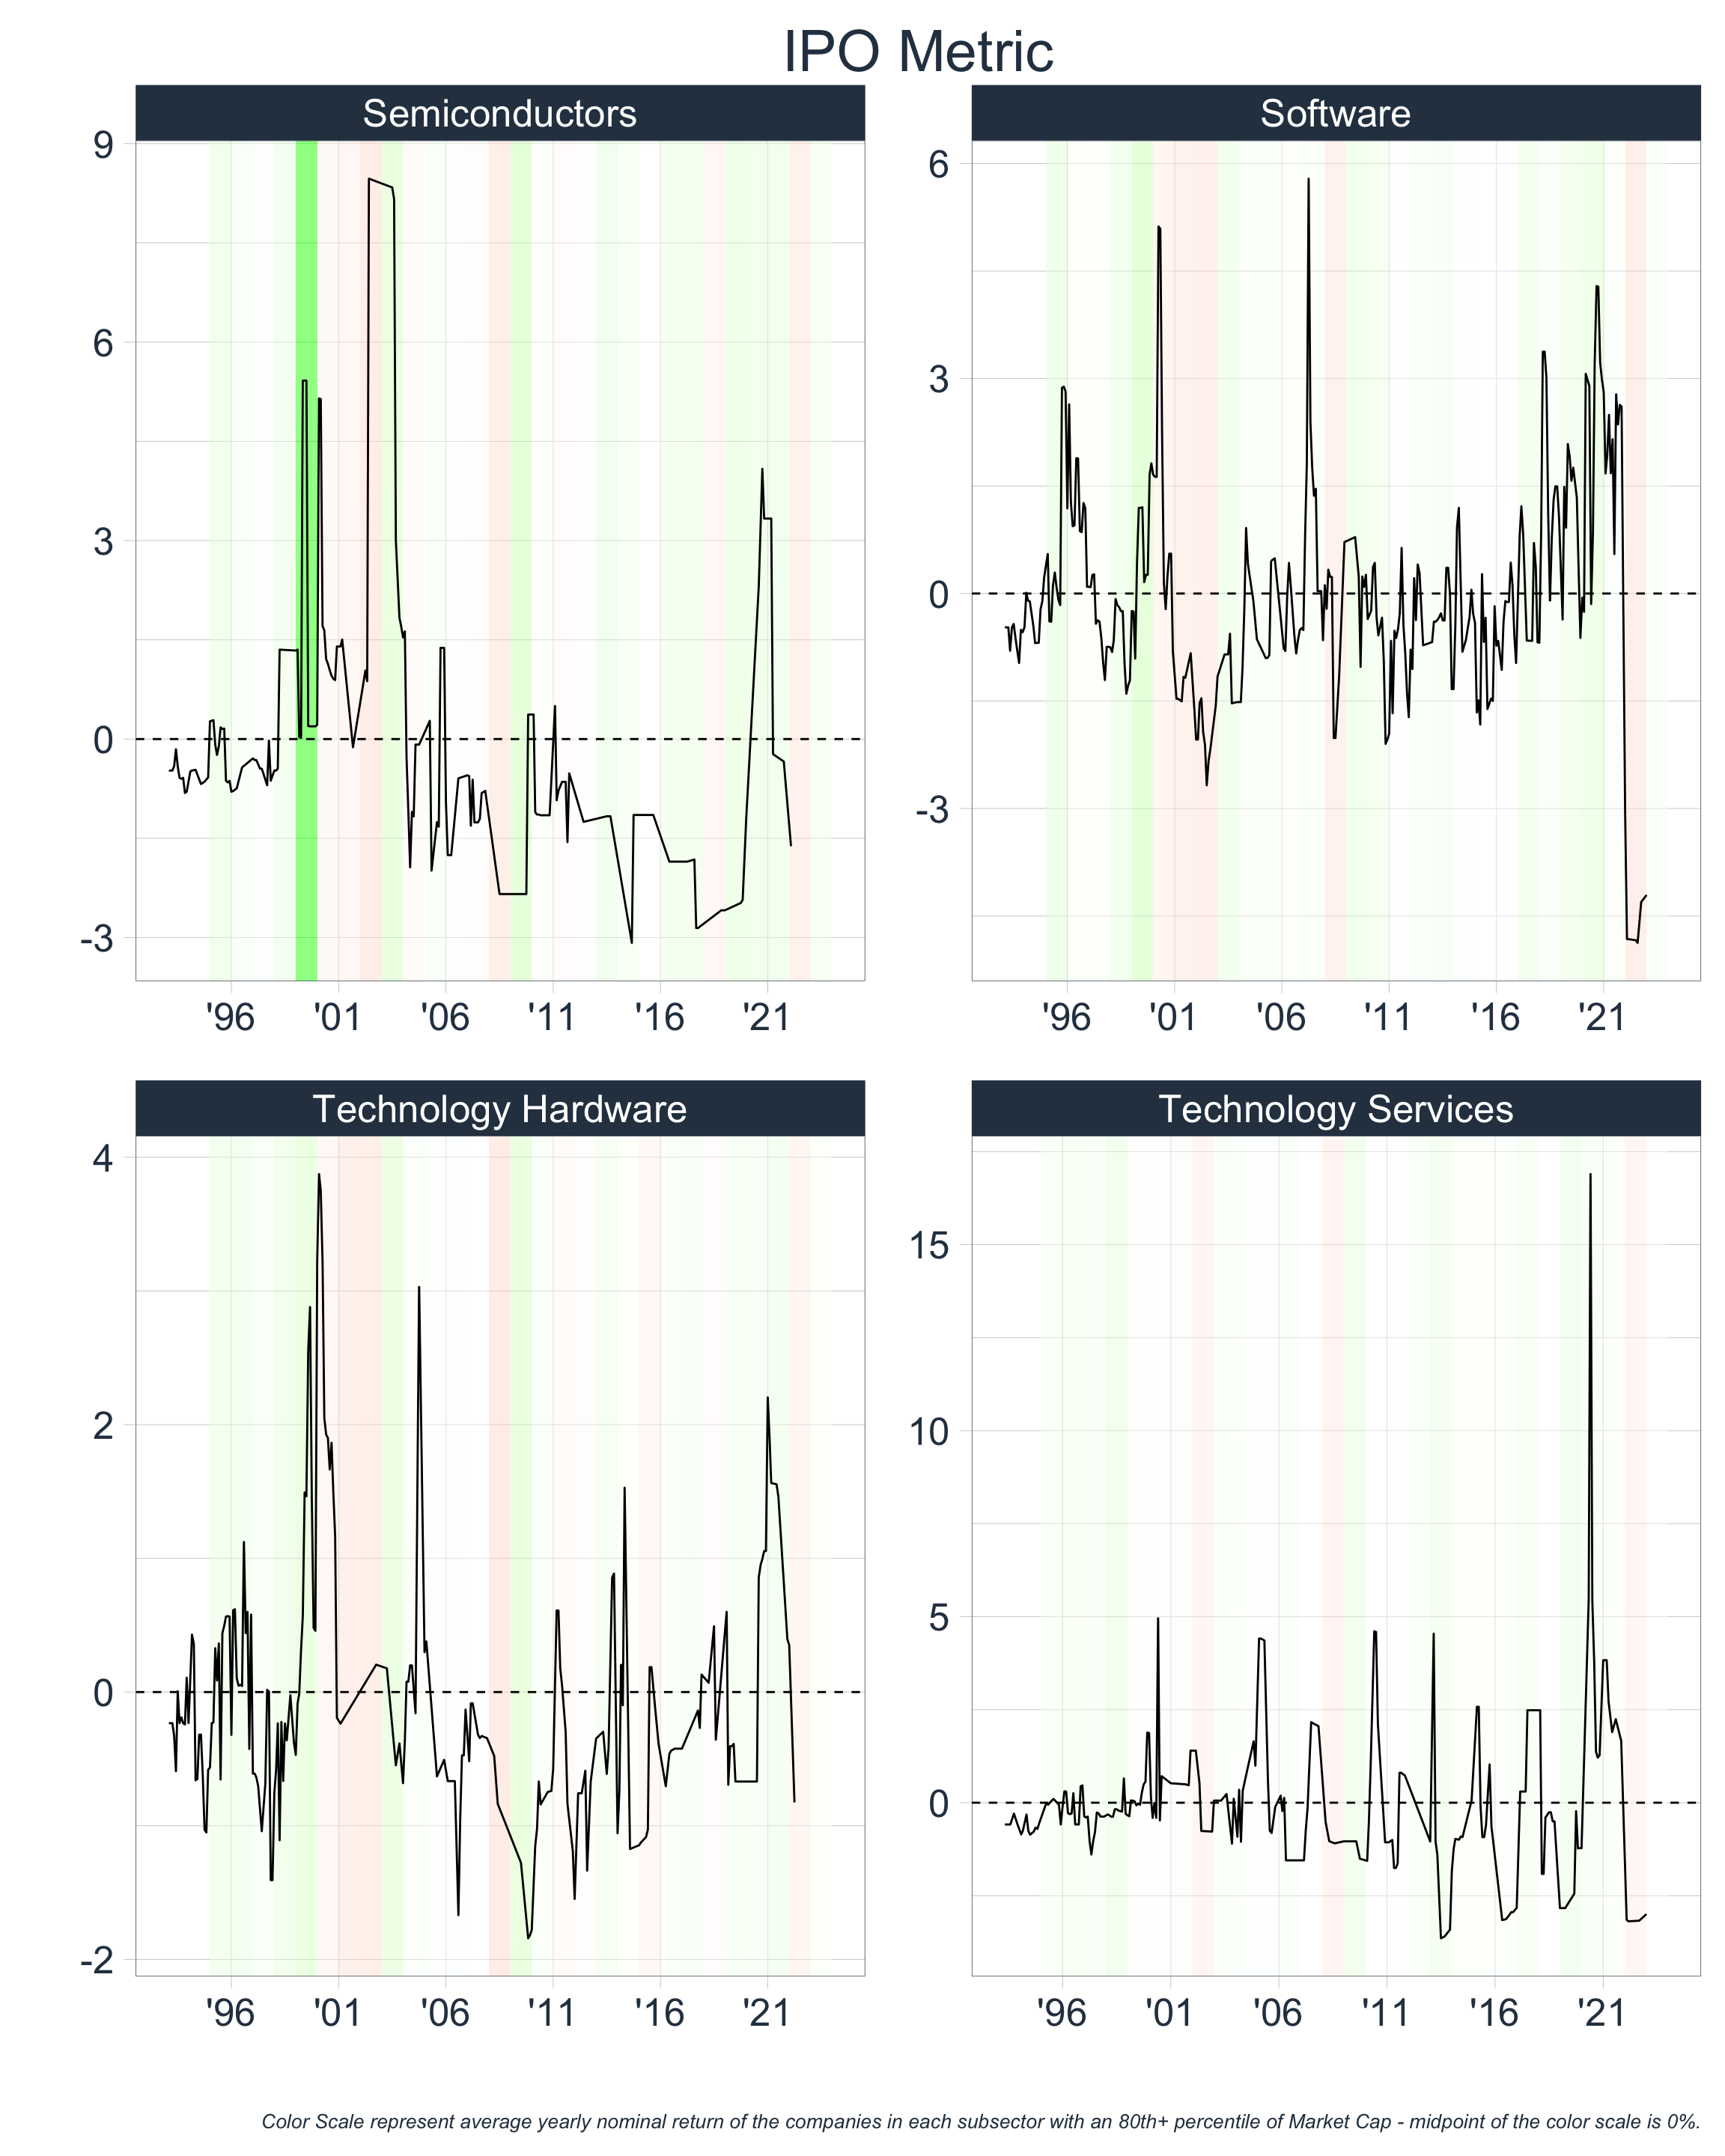 IPO Metric
Semiconductors
9
6
3
0
-3
'96 '01 '06 '11 '16 '21
Software
6
3
0
-3
'96 '01 '06 '11 '16 '21
Technology Hardware
4
2
0
-2
'96 '01 '06 '11 '16 '21
Technology Services
15
10
5
0
'96 '01 '06 '11 '16 '21
Color Scale represent average yearly nominal return of the companies in each subsector with an 80th+ percentile of Market Cap - midpoint of the color scale is 0%.